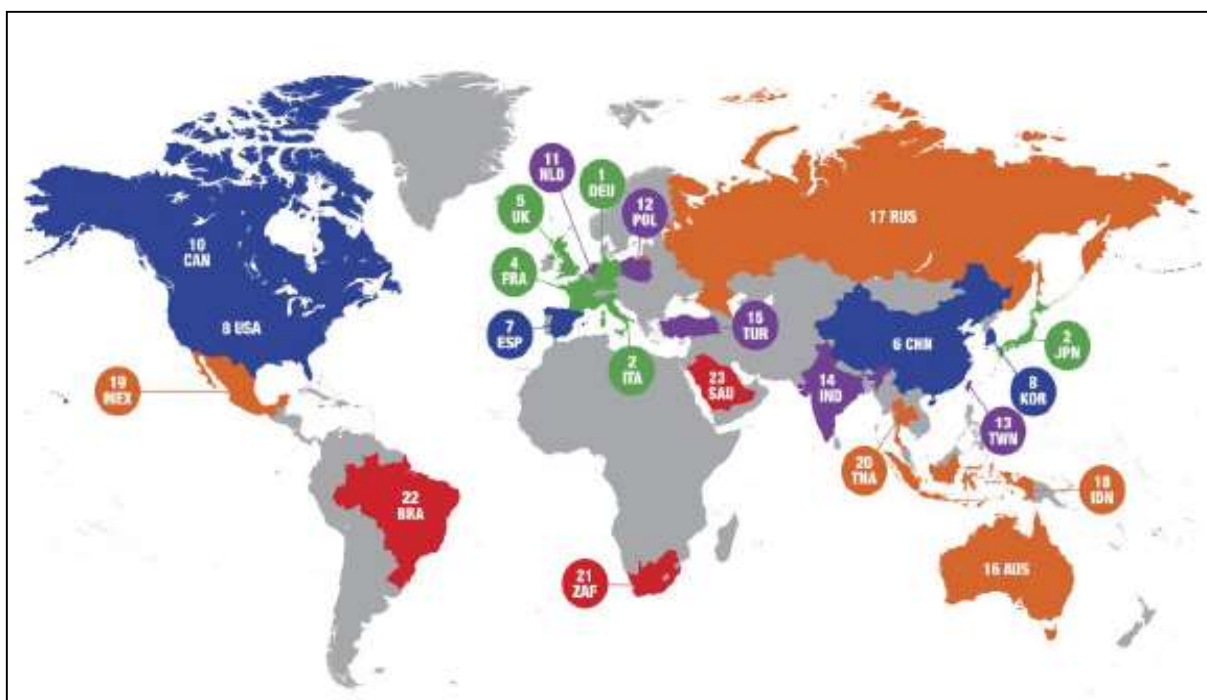 11
NLD
1
DEU
5
UK
12
POL
17 RUS
10
CAN
4
FRA
8 USA
7
ESP
15
TUR
6 CHN
2
JPN
2
ITA
23
SAU
14
IND
8
KOR
19
MEX
13
TWN
20
THA
18
IDN
22
BRA
21
ZAF
16 AUS